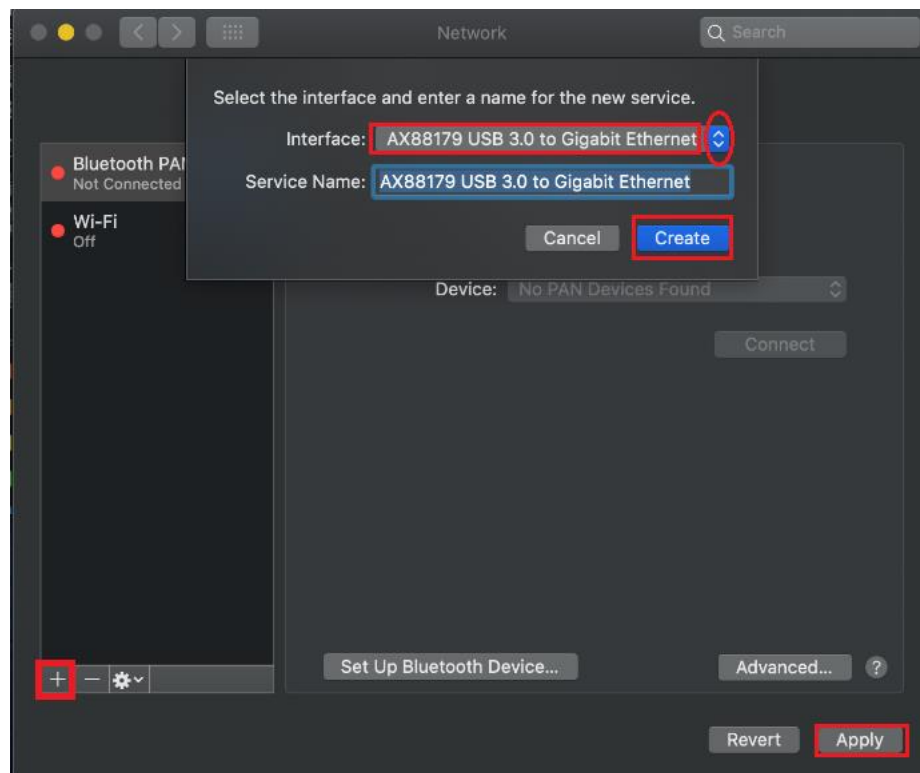 Network
Search
Select the interface and enter a name for the new service.
Interface: AX88179 USB 3.0 to Gigabit Ethernet
Service Name: AX88179 USB 3.0 to Gigabit Ethernet
Cancel Create
Bluetooth PAN
Not Connected
Wi-Fi
Off
Device: No PAN Devices Found
Connect
Set Up Bluetooth Device...
Advanced... ?
Revert Apply